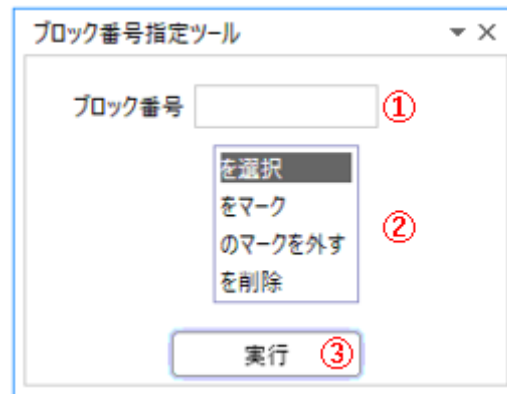 ブロック番号指定ツール
ブロック番号 ①
を選択
をマーク
のマークを外す ②
を削除
実行 ③